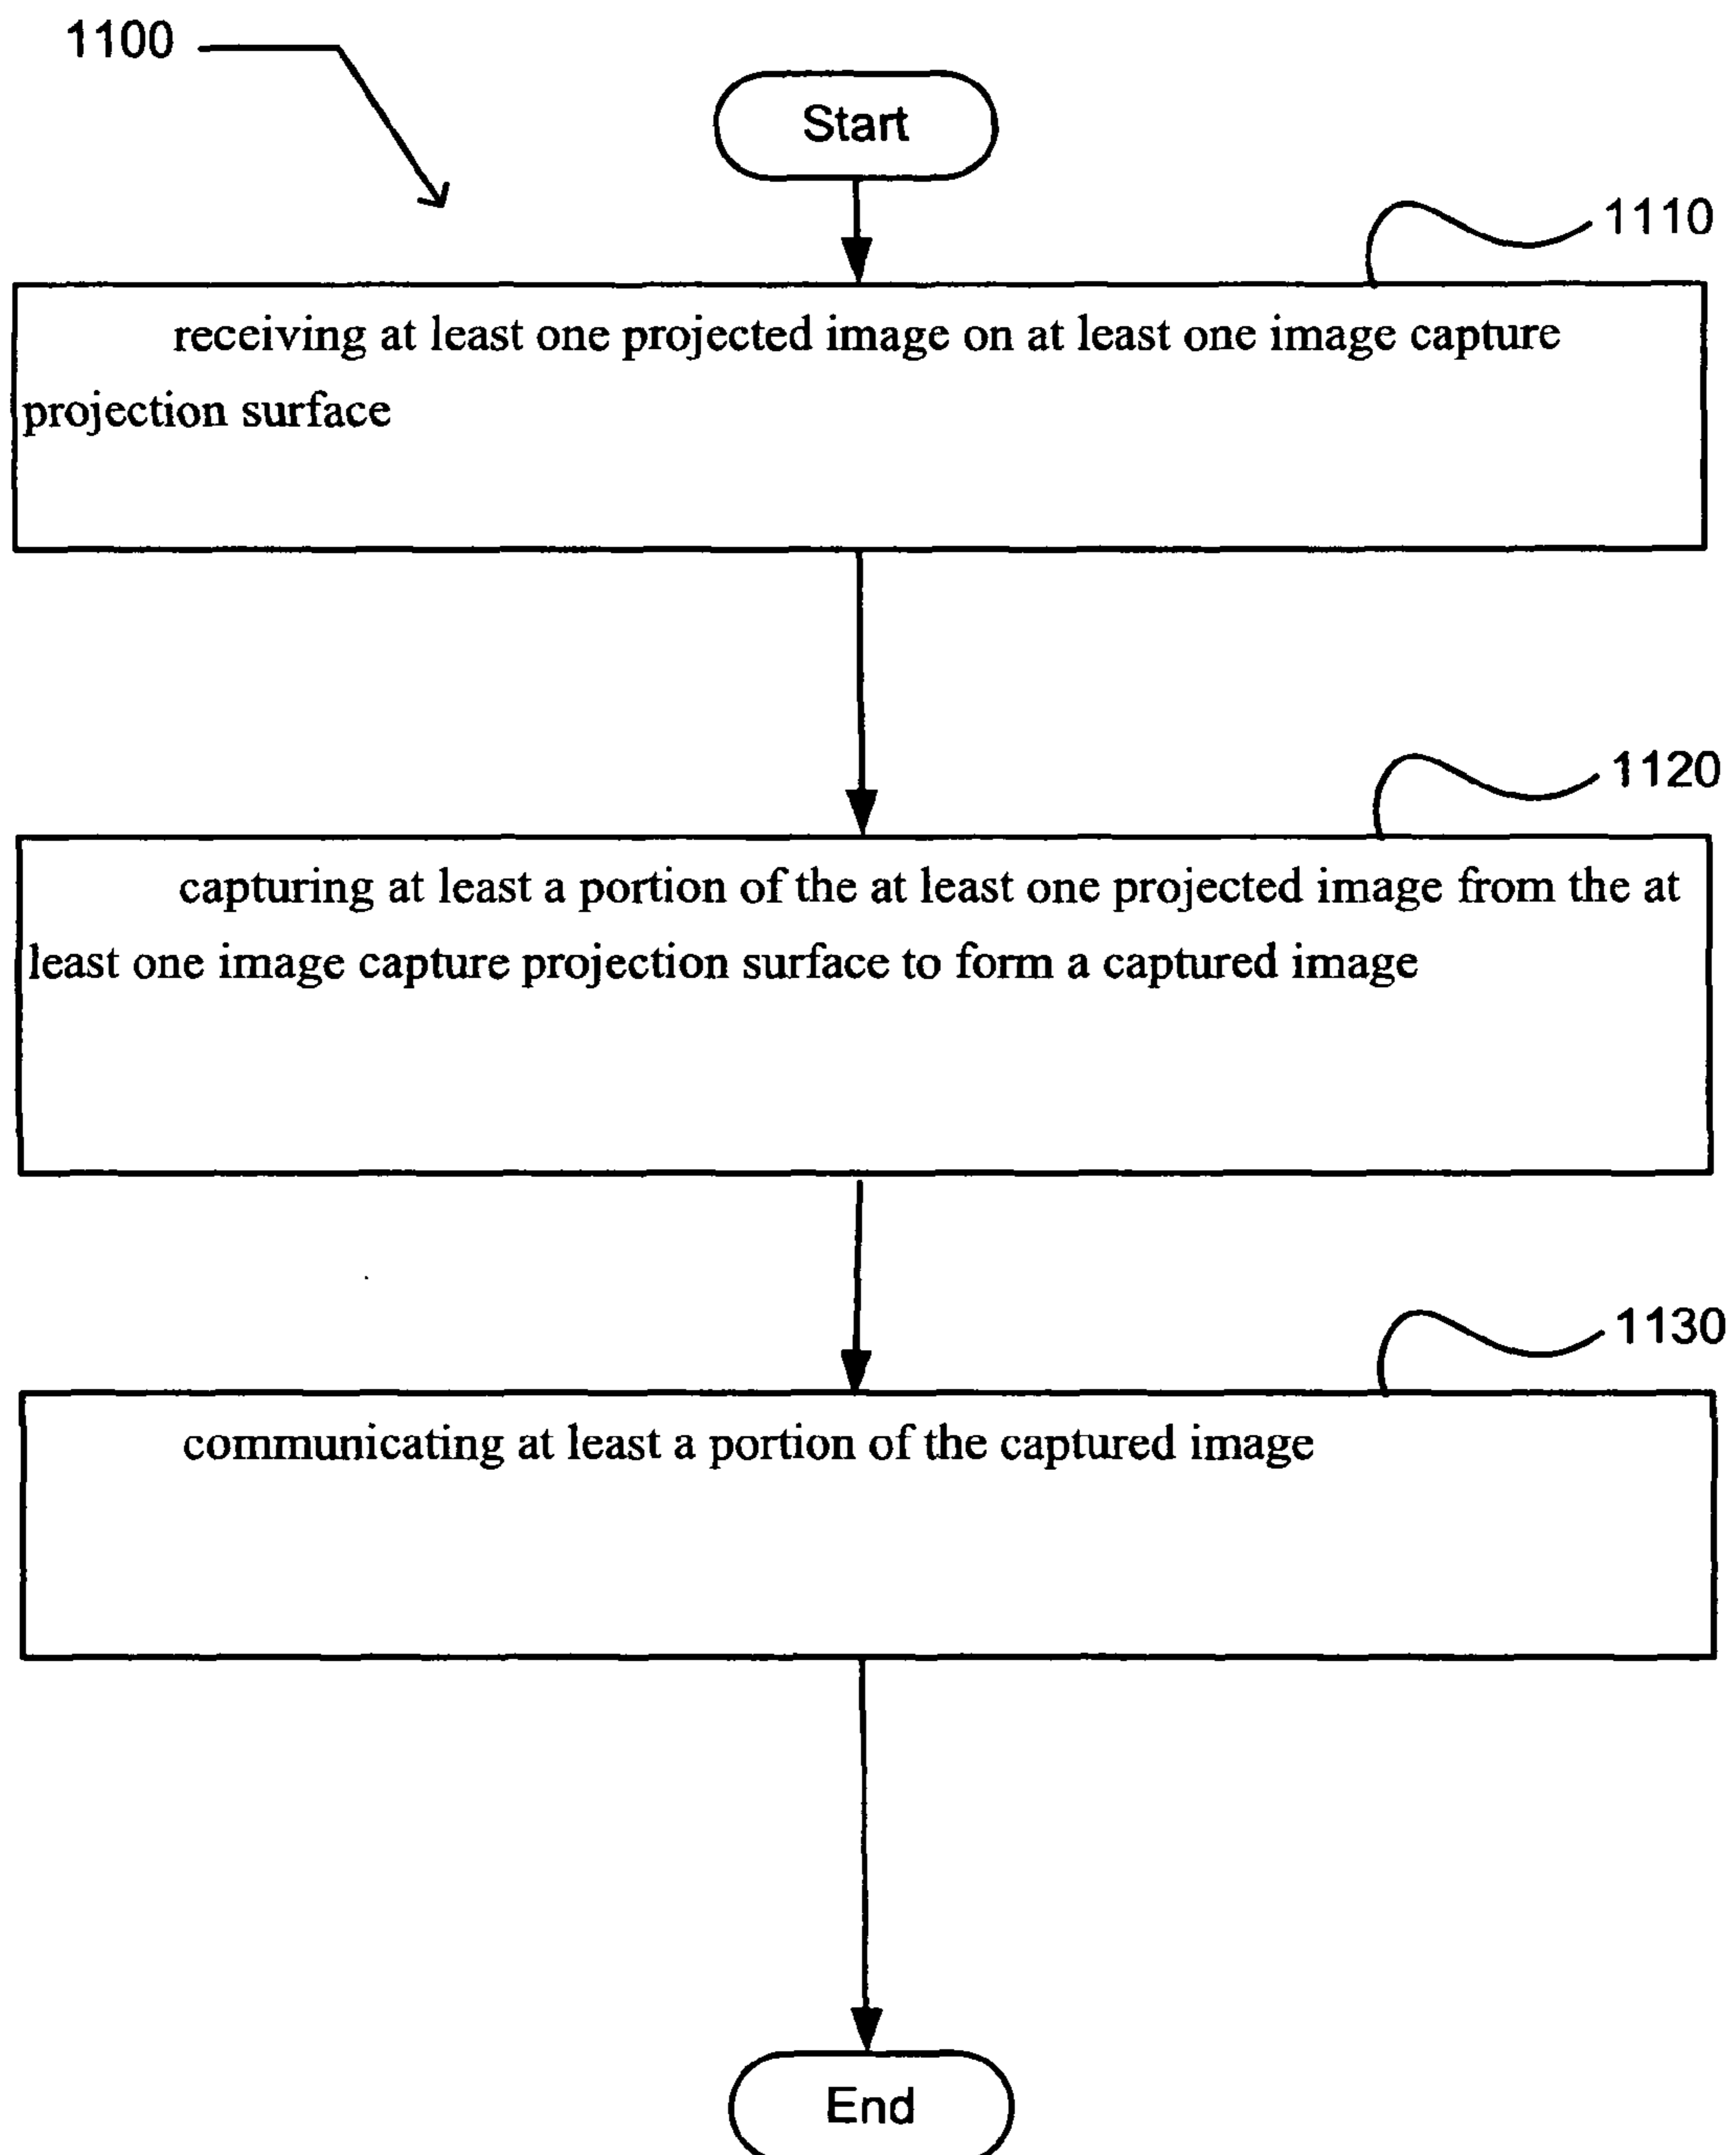 1100
Start
1110
receiving at least one projected image on at least one image capture
projection surface
1120
capturing at least a portion of the at least one projected image from the at
least one image capture projection surface to form a captured image
1130
communicating at least a portion of the captured image
End